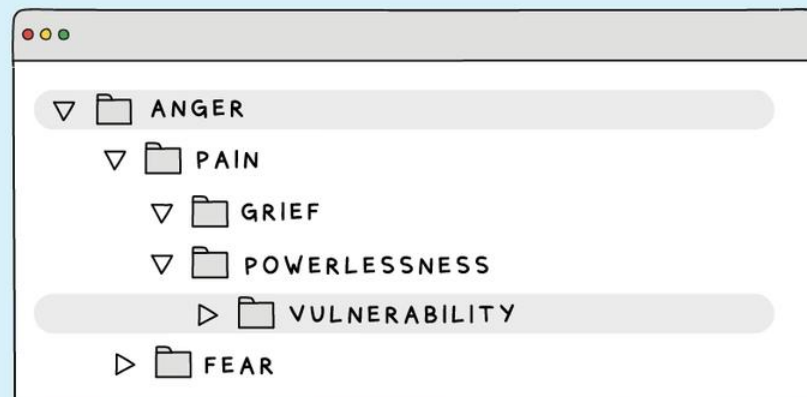 ANGER
PAIN
GRIEF
POWERLESSNESS
VULNERABILITY
FEAR